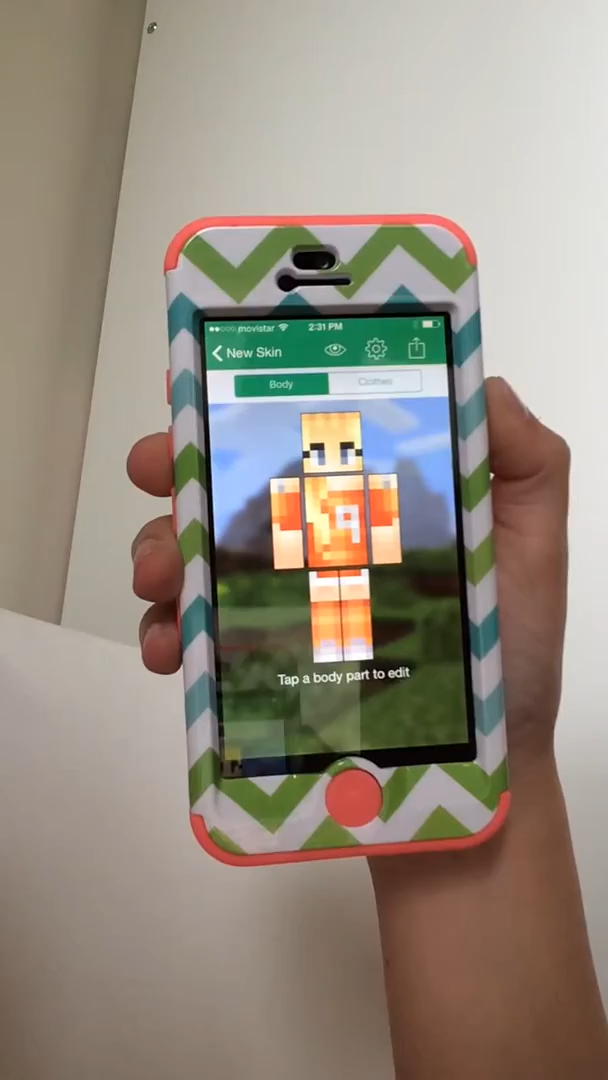 movistar 2:31 PM
New Skin
Body Clothes
9
Tap a body part to edit